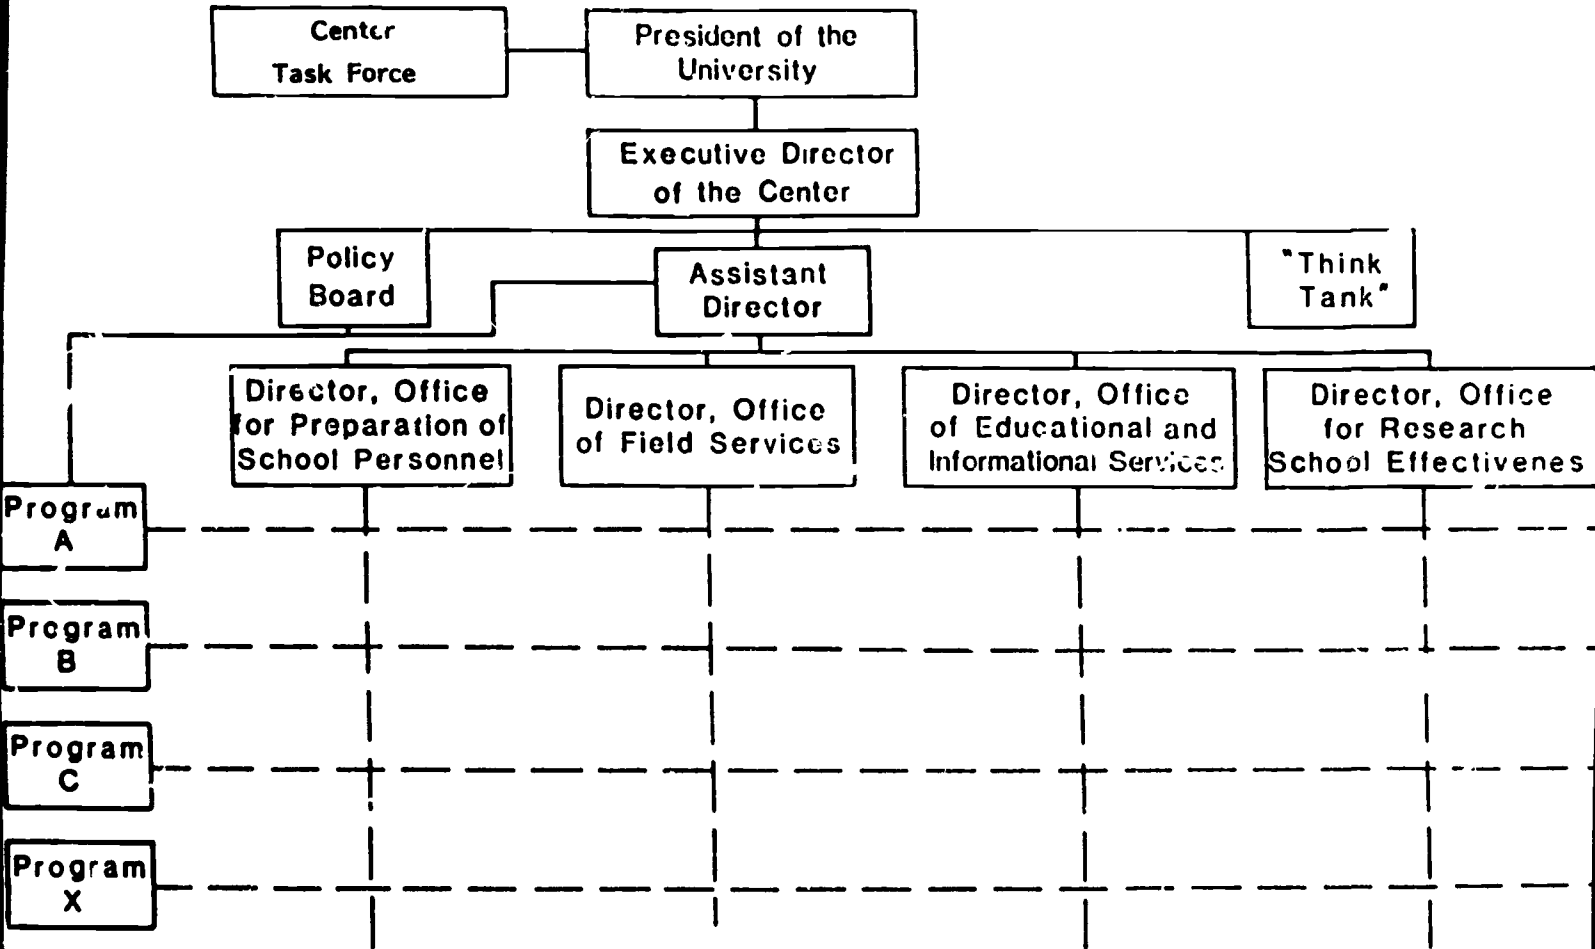 Center
Task Force
President of the
University
Executive Director
of the Center
Policy
Board
Assistant
Director
"Think
Tank"
Director, Office
for Preparation of
School Personnel
Director, Office
of Field Services
Director, Office
of Educational and
Informational Services
Director, Office
for Research
School Effectivenes
Program
A
Program
B
Program
C
Program
X